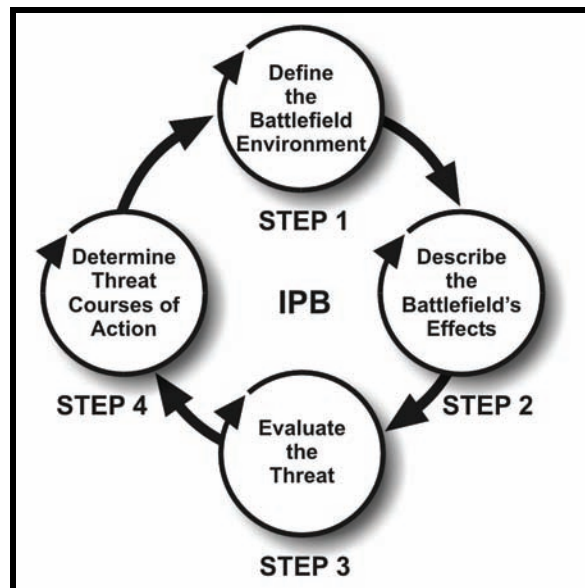 Define
the
Battlefield
Environment
STEP 1
Describe
the
Battlefield's
Effects
STEP 2
Evaluate
the
Threat
STEP 3
Determine
Threat
Courses of
Action
STEP 4
IPB